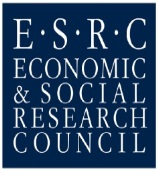 E·S·R·C
ECONOMIC
& SOCIAL
RESEARCH
COUNCIL